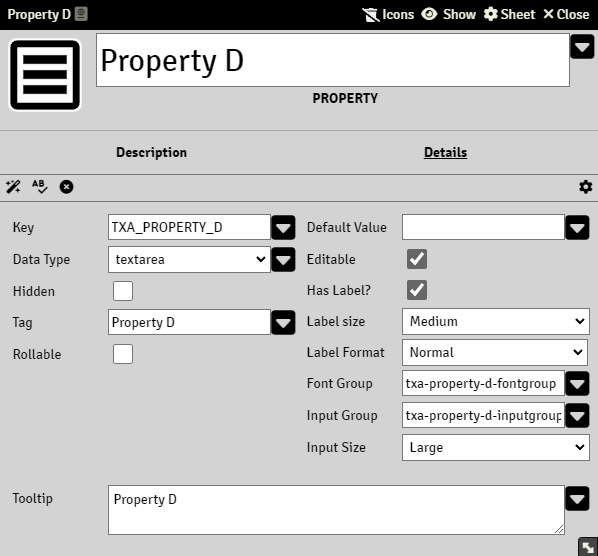 Property D Icons Show Sheet Close
Property D
PROPERTY
Description Details
AB
Key TXA_PROPERTY_D Default Value
Data Type textarea Editable
Hidden Has Label?
Tag Property D Label size Medium
Rollable Label Format Normal
Font Group txa-property-d-fontgroup
Input Group txa-property-d-inputgroup
Input Size Large
Tooltip Property D